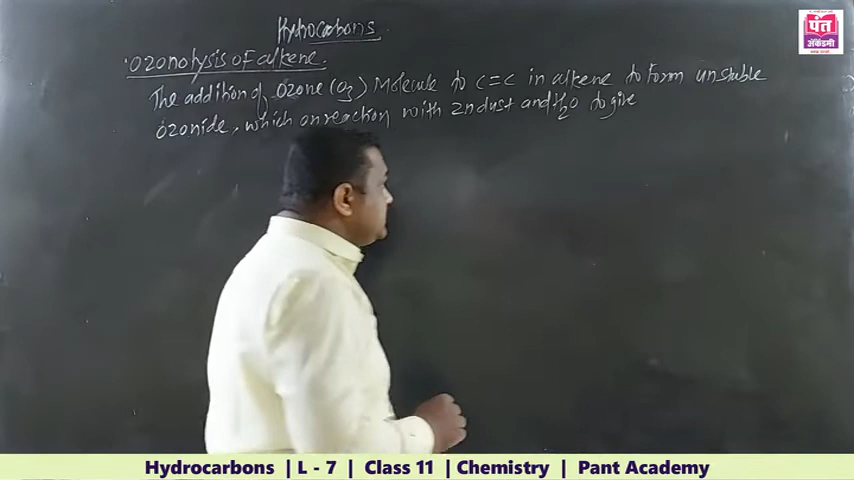 Hydrocarbons.
Ozonolysis of alkene.
The addition of Ozone (O3) Molecule to C=C in alkene to form unstable
ozonide, which on reaction with Zn dust and H2O to give
पंत
अॅकॅडमी
Hydrocarbons | L - 7 | Class 11 | Chemistry | Pant Academy